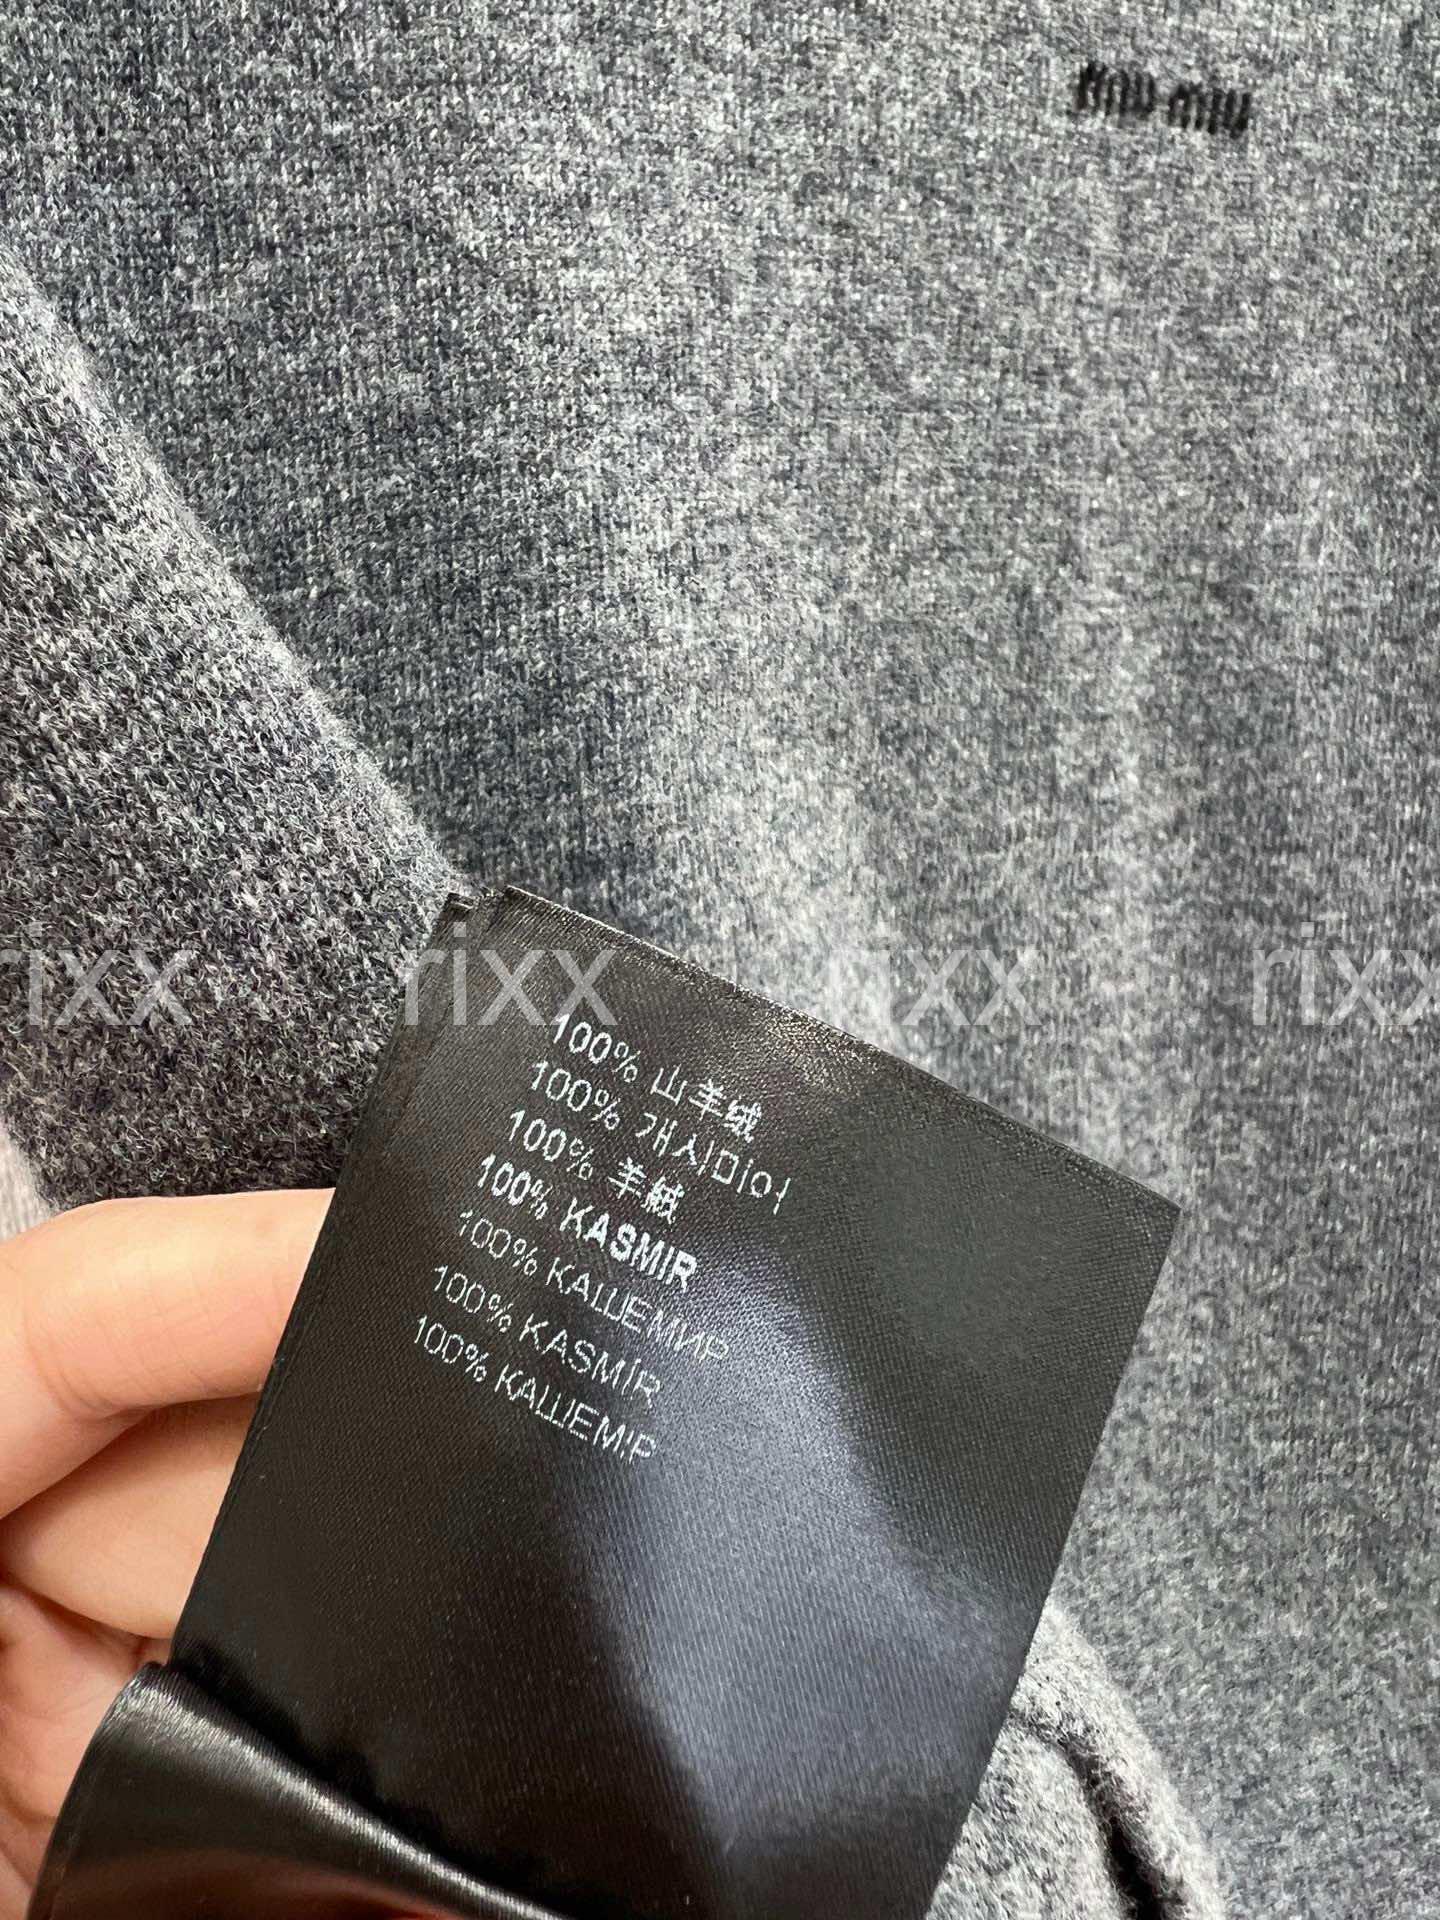 miu miu
rixx rixx rixx rixx
100% 山羊绒
100% 캐시미어
100% 羊絨
100% KASMIR
100% КАШЕМИР
100% KASMİR
100% КАШЕМІР